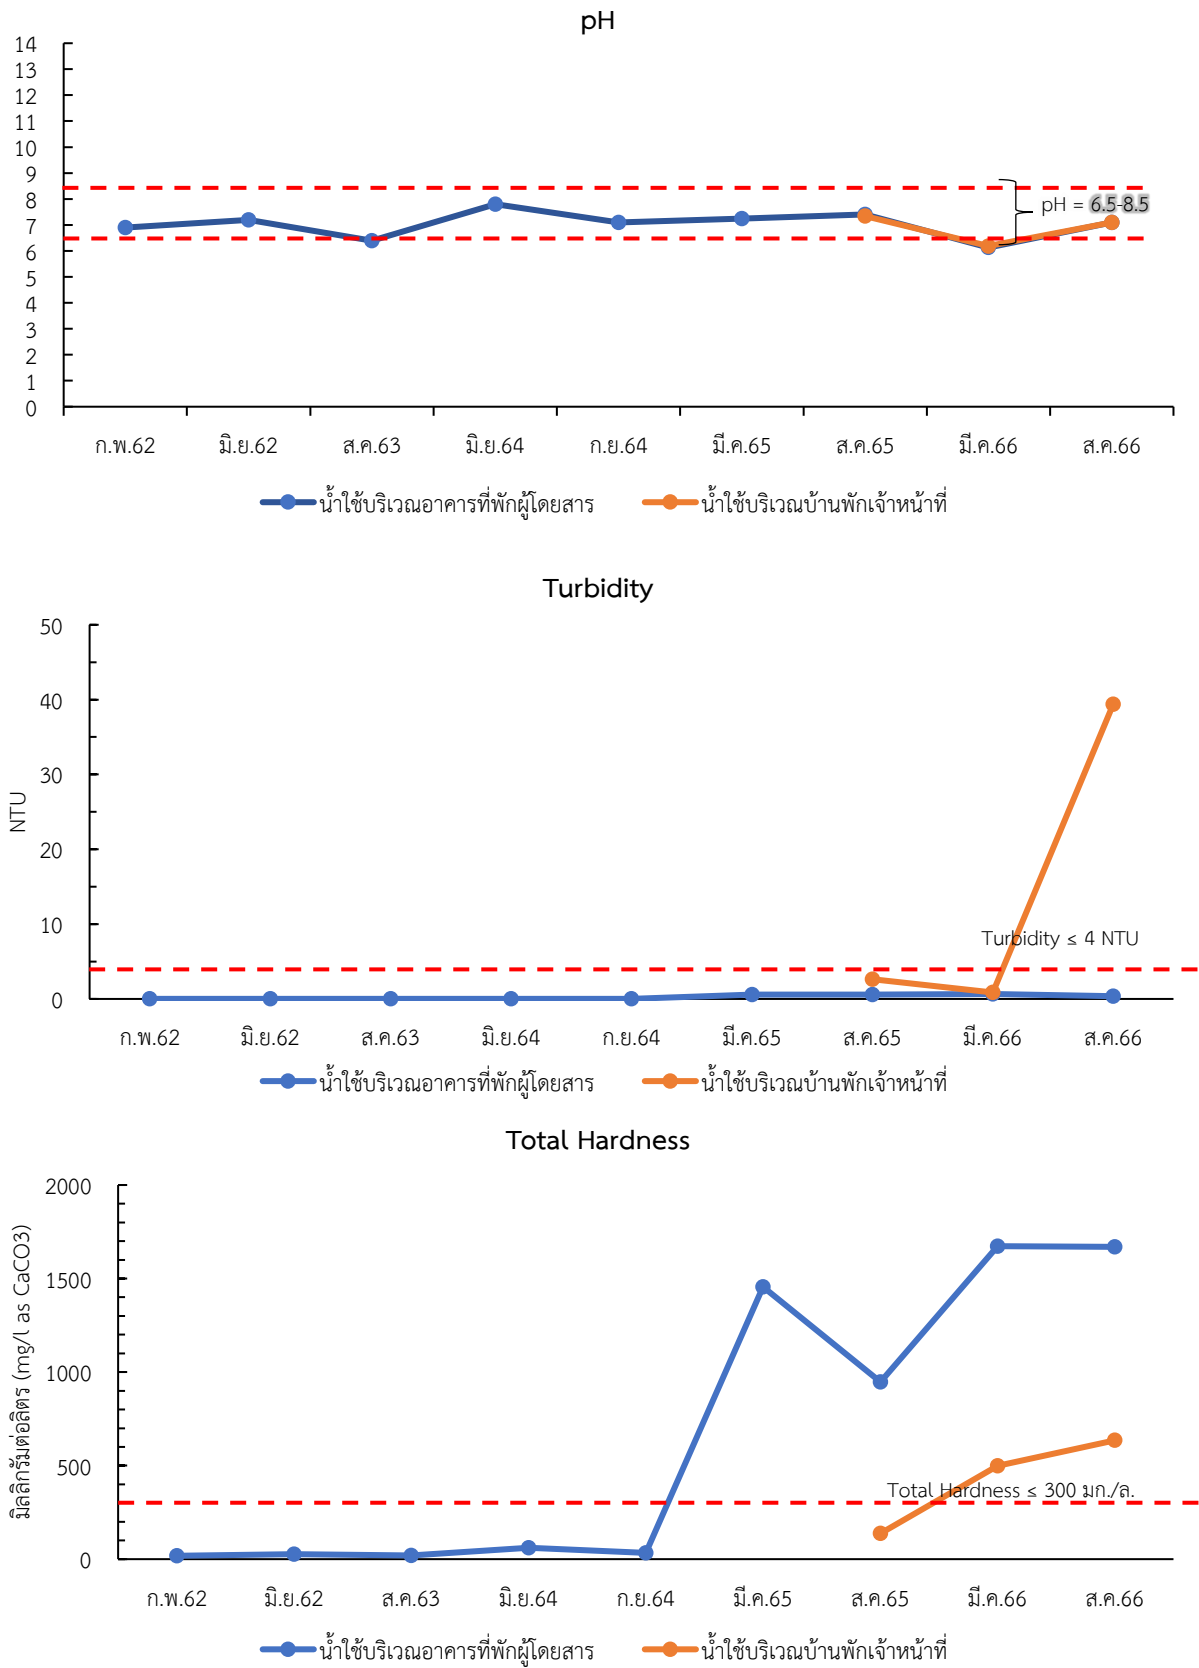 pH
14
13
12
11
10
9
8
7
6
5
4
3
2
1
0
pH = 6.5-8.5
ก.พ.62 มิ.ย.62 ส.ค.63 มิ.ย.64 ก.ย.64 มี.ค.65 ส.ค.65 มี.ค.66 ส.ค.66
น้ำใช้บริเวณอาคารที่พักผู้โดยสาร น้ำใช้บริเวณบ้านพักเจ้าหน้าที่
Turbidity
NTU
50
40
30
20
10
0
Turbidity ≤ 4 NTU
ก.พ.62 มิ.ย.62 ส.ค.63 มิ.ย.64 ก.ย.64 มี.ค.65 ส.ค.65 มี.ค.66 ส.ค.66
น้ำใช้บริเวณอาคารที่พักผู้โดยสาร น้ำใช้บริเวณบ้านพักเจ้าหน้าที่
Total Hardness
มิลลิกรัมต่อลิตร (mg/l as CaCO3)
2000
1500
1000
500
0
Total Hardness ≤ 300 มก./ล.
ก.พ.62 มิ.ย.62 ส.ค.63 มิ.ย.64 ก.ย.64 มี.ค.65 ส.ค.65 มี.ค.66 ส.ค.66
น้ำใช้บริเวณอาคารที่พักผู้โดยสาร น้ำใช้บริเวณบ้านพักเจ้าหน้าที่